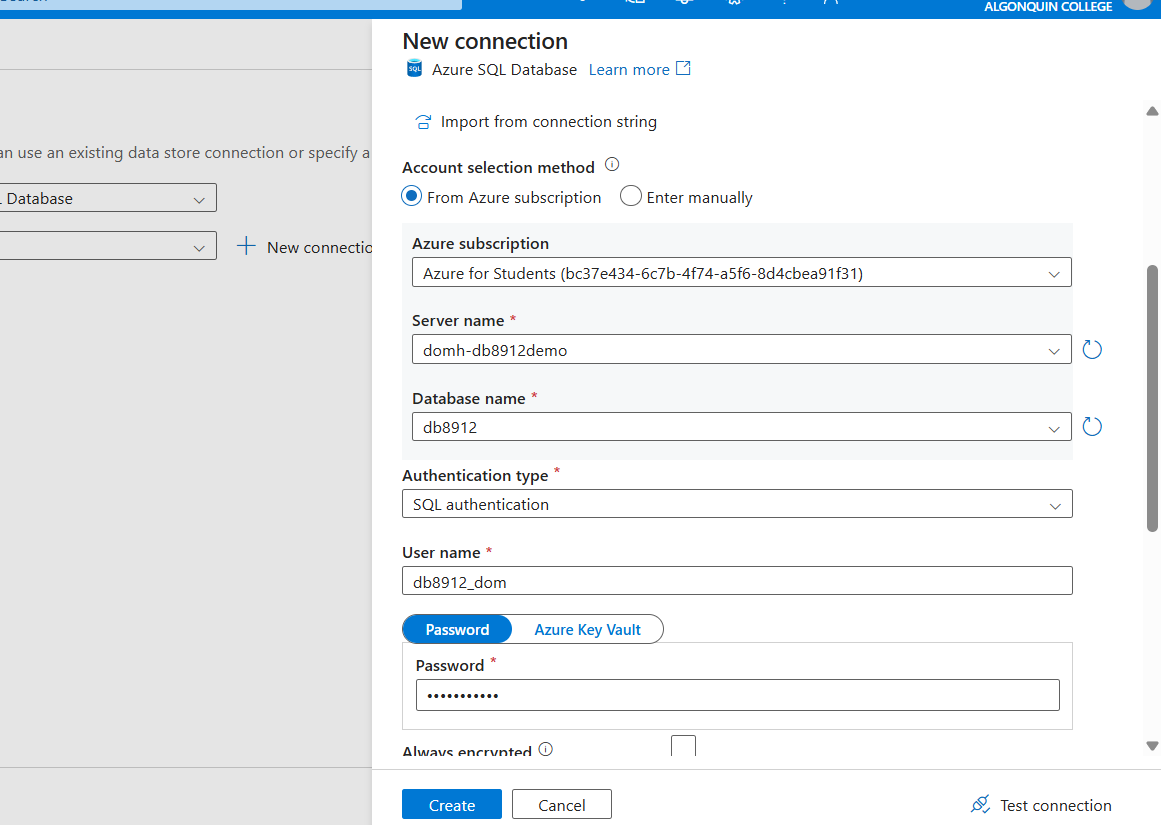 ALGONQUIN COLLEGE
New connection
SQL
Azure SQL Database Learn more
Import from connection string
an use an existing data store connection or specify a
Account selection method
Database
From Azure subscription Enter manually
New connectio
Azure subscription
Azure for Students (bc37e434-6c7b-4f74-a5f6-8d4cbea91f31)
Server name *
domh-db8912demo
Database name *
db8912
Authentication type *
SQL authentication
User name *
db8912_dom
Password Azure Key Vault
Password *
•••••••••••
Always encrypted
Create Cancel Test connection